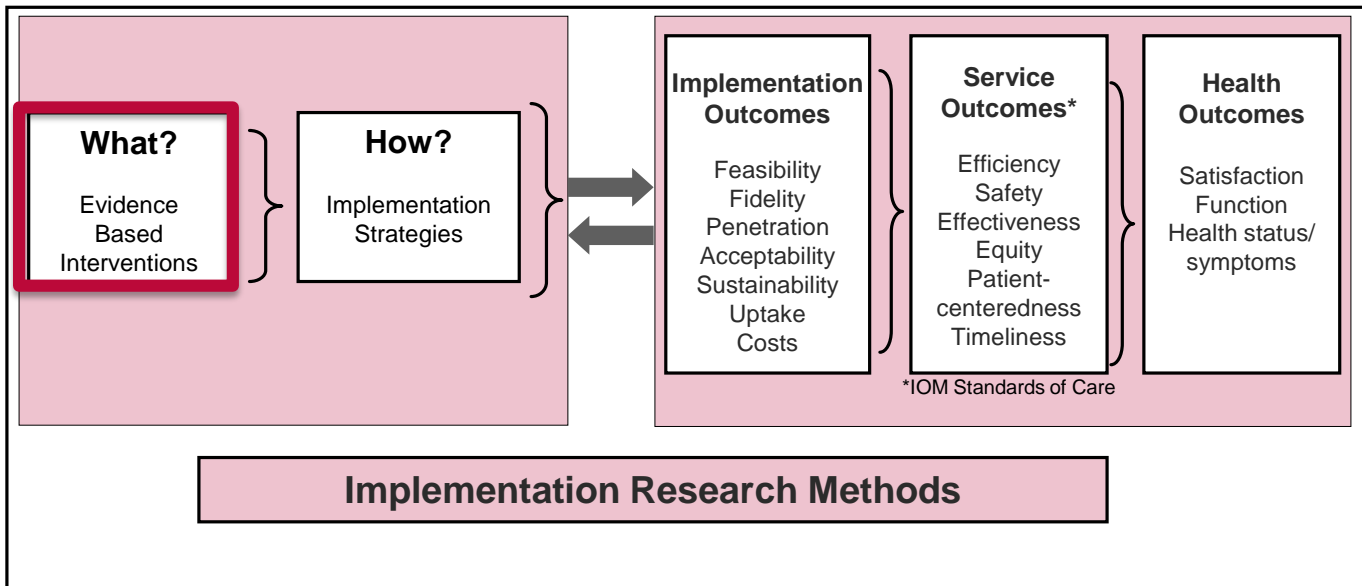 What?
Evidence
Based
Interventions
How?
Implementation
Strategies
Implementation
Outcomes
Feasibility
Fidelity
Penetration
Acceptability
Sustainability
Uptake
Costs
Service
Outcomes*
Efficiency
Safety
Effectiveness
Equity
Patient-
centeredness
Timeliness
*IOM Standards of Care
Health
Outcomes
Satisfaction
Function
Health status/
symptoms
Implementation Research Methods